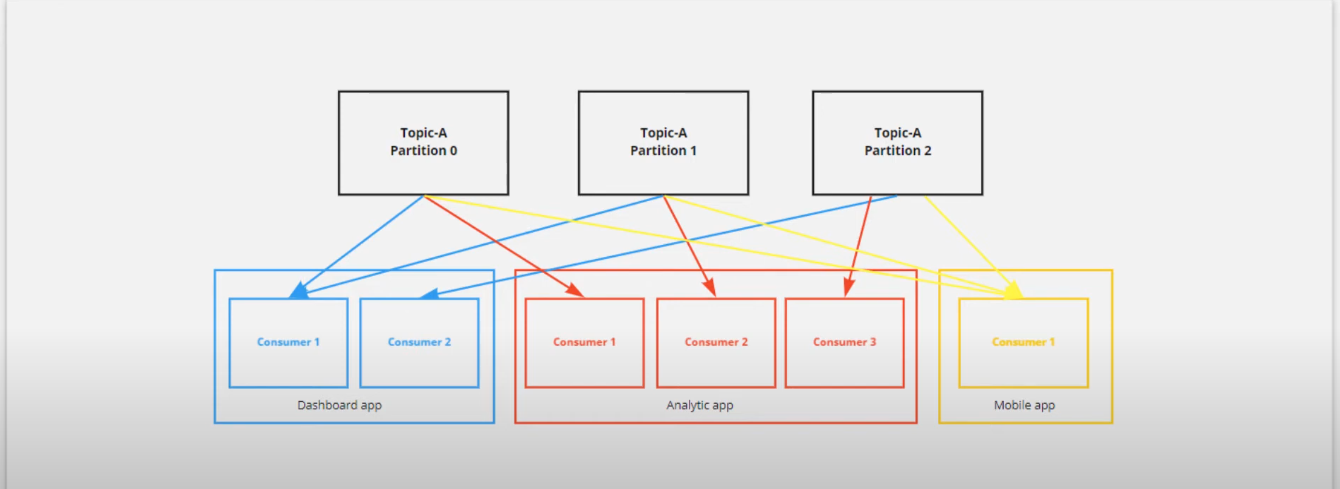 Topic-A
Partition 0
Topic-A
Partition 1
Topic-A
Partition 2
Consumer 1
Consumer 2
Dashboard app
Consumer 1
Consumer 2
Consumer 3
Analytic app
Consumer 1
Mobile app